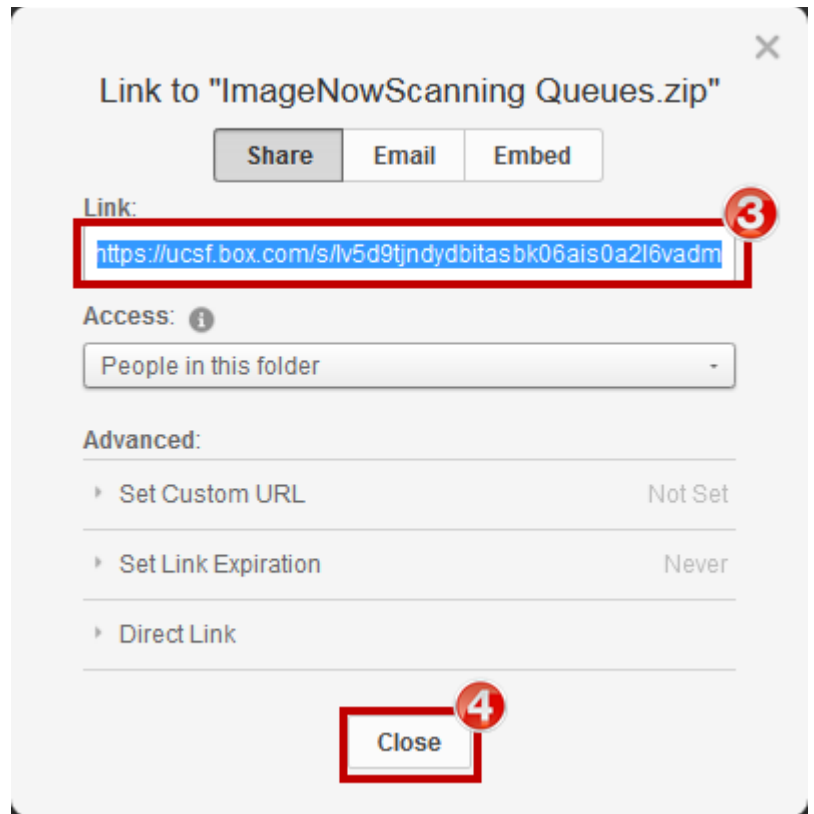 Link to "ImageNowScanning Queues.zip"
Share Email Embed
Link:
3
https://ucsf.box.com/s/lv5d9tjndydbitasbk06ais0a2l6vadm
Access:
People in this folder
Advanced:
Set Custom URL Not Set
Set Link Expiration Never
Direct Link
4
Close